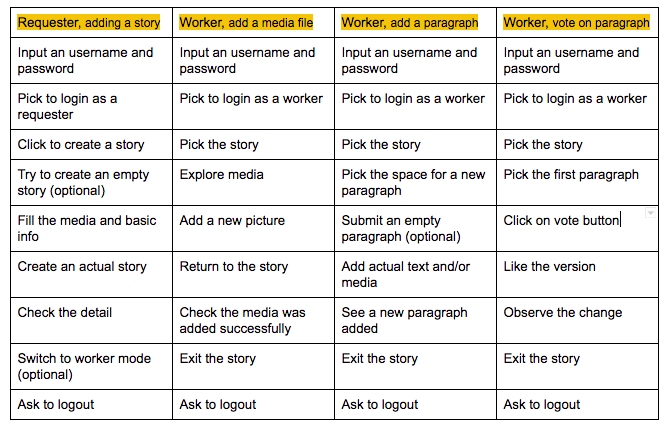 Requester, adding a story
Worker, add a media file
Worker, add a paragraph
Worker, vote on paragraph
Input an username and
password
Input an username and
password
Input an username and
password
Input an username and
password
Pick to login as a
requester
Pick to login as a worker
Pick to login as a worker
Pick to login as a worker
Click to create a story
Pick the story
Pick the story
Pick the story
Try to create an empty
story (optional)
Explore media
Pick the space for a new
paragraph
Pick the first paragraph
Fill the media and basic
info
Add a new picture
Submit an empty
paragraph (optional)
Click on vote button
Create an actual story
Return to the story
Add actual text and/or
media
Like the version
Check the detail
Check the media was
added successfully
See a new paragraph
added
Observe the change
Switch to worker mode
(optional)
Exit the story
Exit the story
Exit the story
Ask to logout
Ask to logout
Ask to logout
Ask to logout